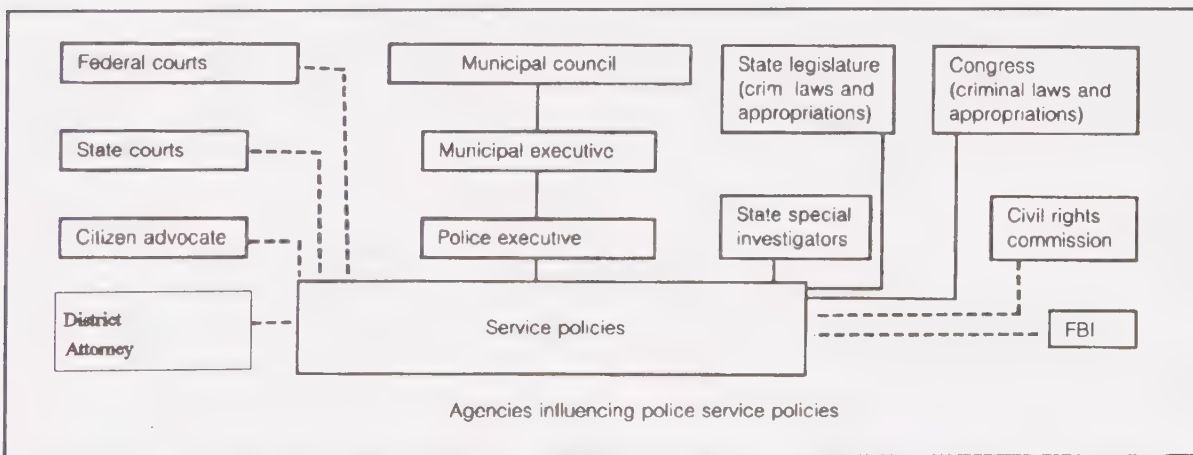 Federal courts
Municipal council
State legislature
(crim laws and
appropriations)
Congress
(criminal laws and
appropriations)
State courts
Municipal executive
Citizen advocate
Police executive
State special
investigators
Civil rights
commission
District
Attorney
Service policies
FBI
Agencies influencing police service policies